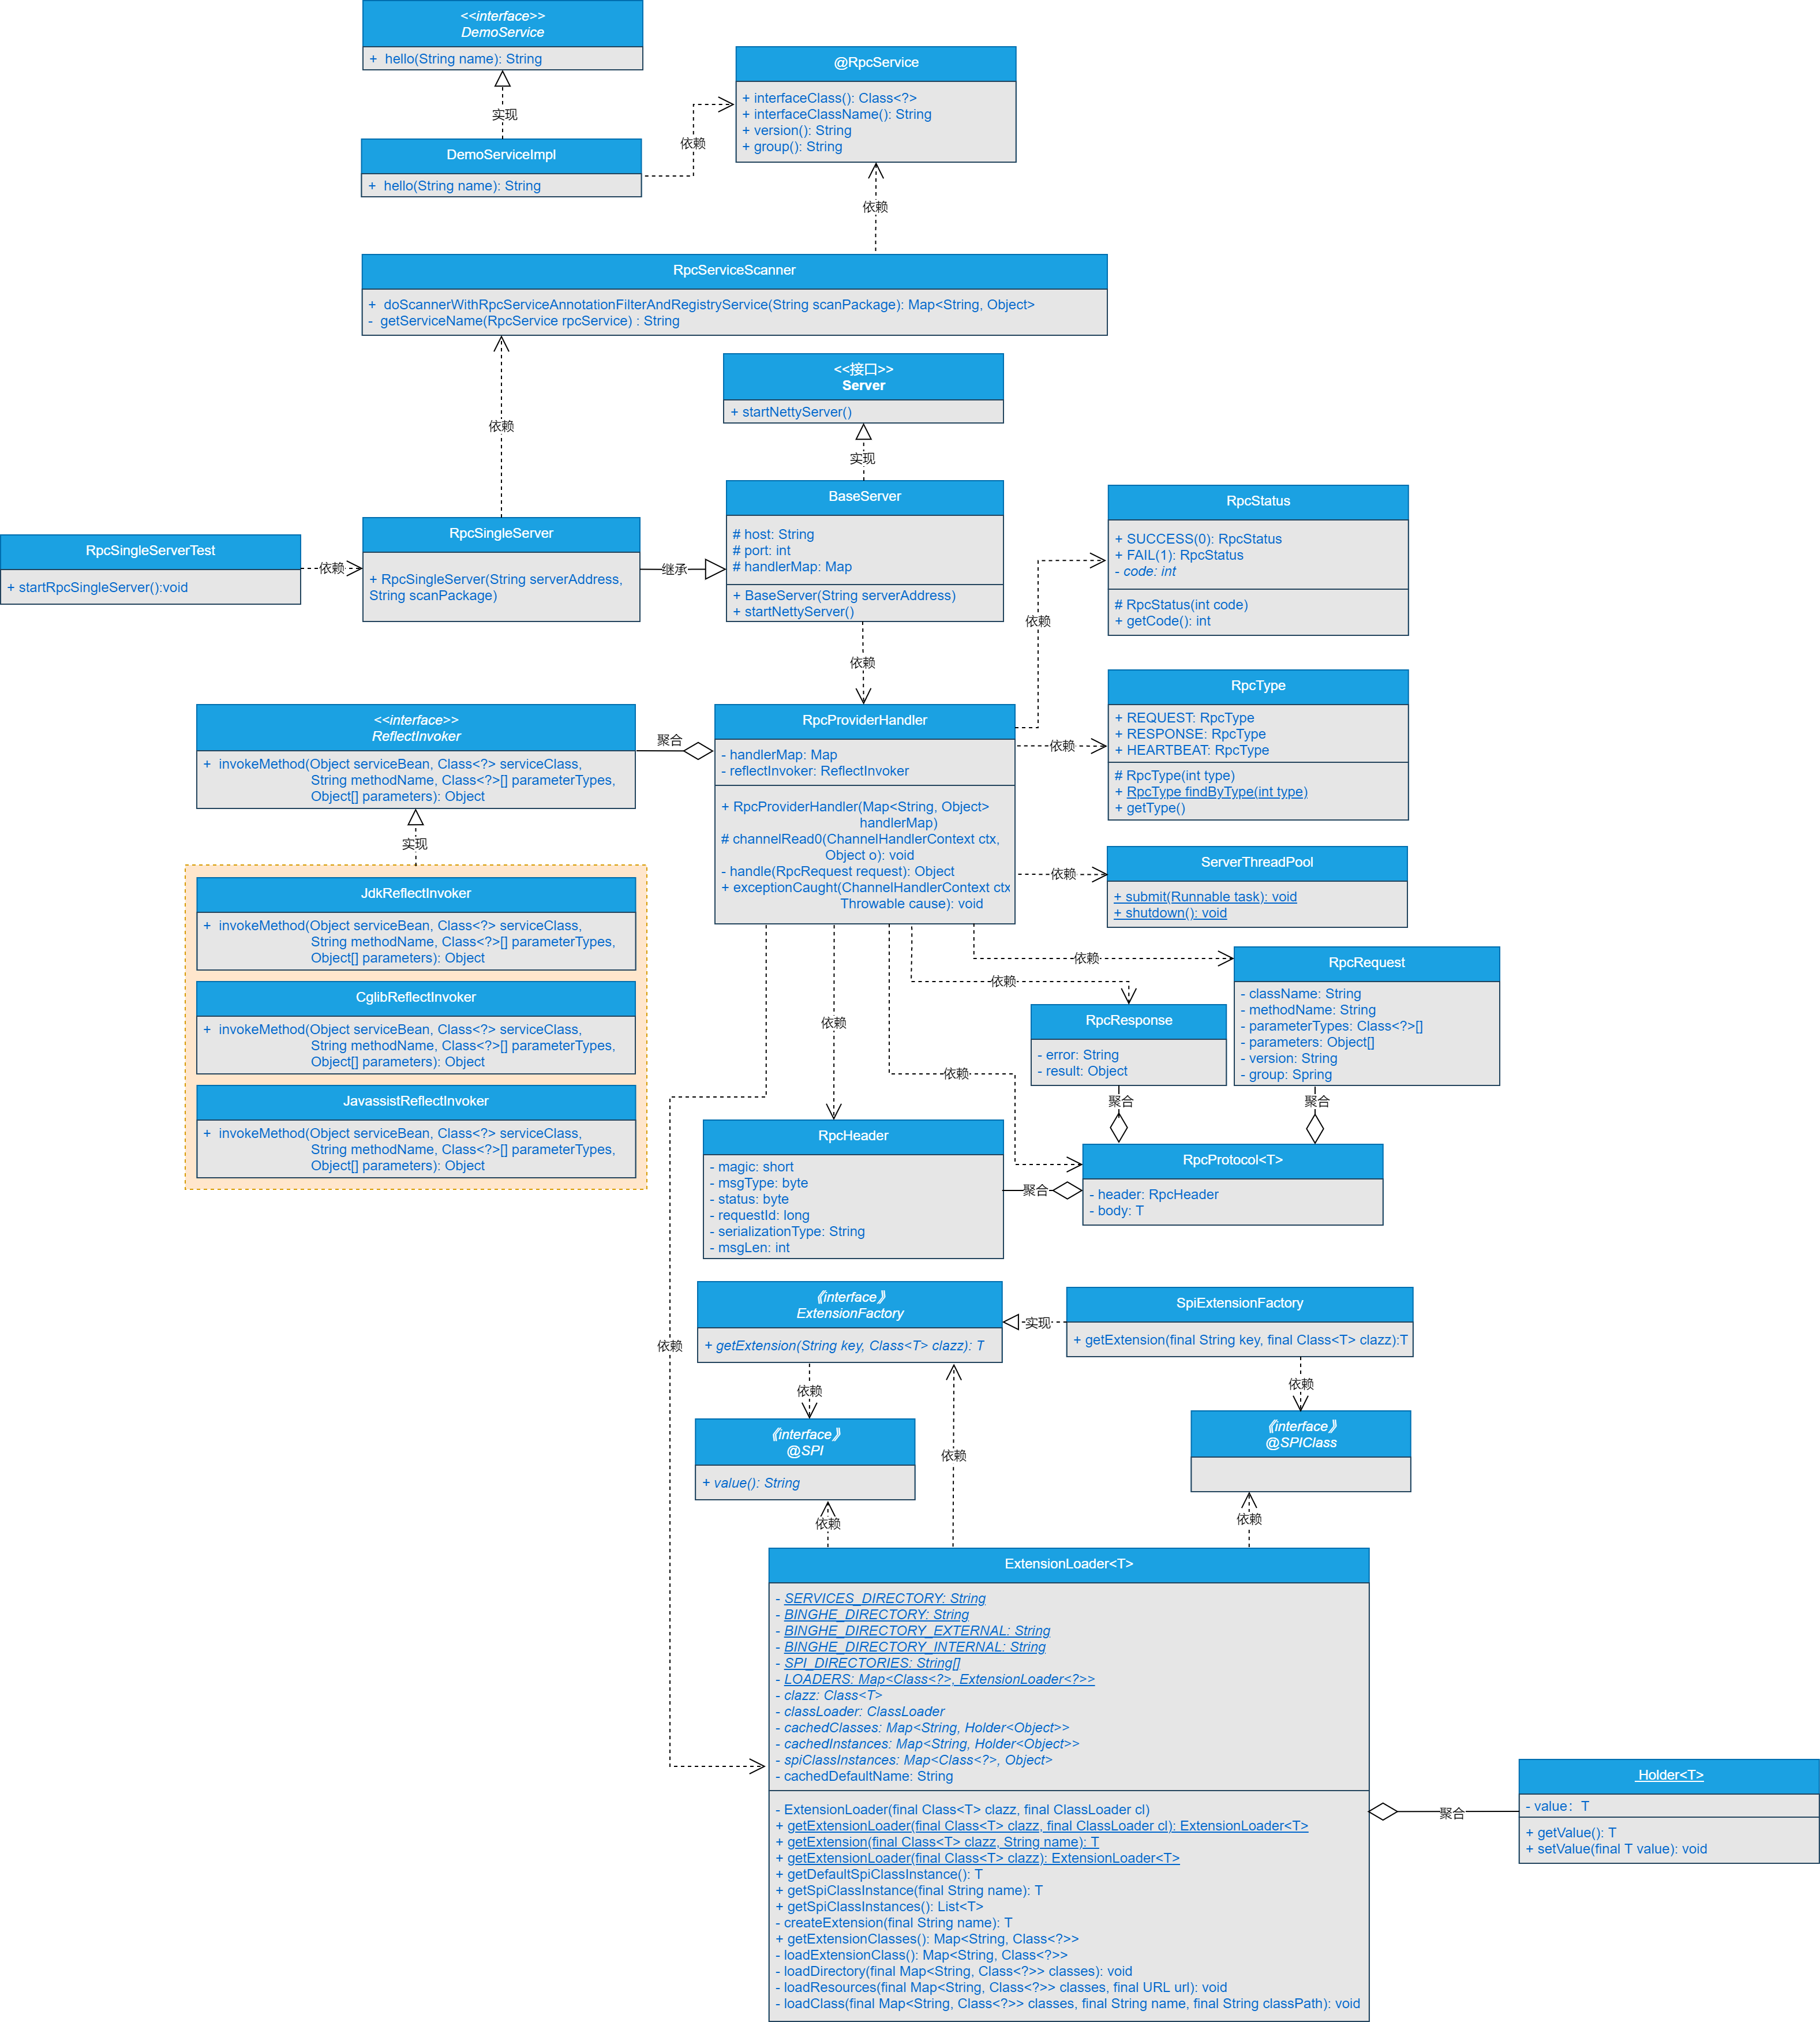 <<interface>>
DemoService
+ hello(String name): String
实现
DemoServiceImpl
+ hello(String name): String
依赖
@RpcService
+ interfaceClass(): Class<?>
+ interfaceClassName(): String
+ version(): String
+ group(): String
依赖
RpcServiceScanner
+ doScannerWithRpcServiceAnnotationFilterAndRegistryService(String scanPackage): Map<String, Object>
- getServiceName(RpcService rpcService) : String
依赖
<<接口>>
Server
+ startNettyServer()
实现
RpcSingleServerTest
+ startRpcSingleServer():void
依赖
RpcSingleServer
+ RpcSingleServer(String serverAddress,
String scanPackage)
继承
BaseServer
# host: String
# port: int
# handlerMap: Map
+ BaseServer(String serverAddress)
+ startNettyServer()
依赖
RpcStatus
+ SUCCESS(0): RpcStatus
+ FAIL(1): RpcStatus
- code: int
# RpcStatus(int code)
+ getCode(): int
依赖
RpcType
+ REQUEST: RpcType
+ RESPONSE: RpcType
+ HEARTBEAT: RpcType
# RpcType(int type)
+ RpcType findByType(int type)
+ getType()
依赖
<<interface>>
ReflectInvoker
+ invokeMethod(Object serviceBean, Class<?> serviceClass,
String methodName, Class<?>[] parameterTypes,
Object[] parameters): Object
聚合
RpcProviderHandler
- handlerMap: Map
- reflectInvoker: ReflectInvoker
+ RpcProviderHandler(Map<String, Object>
handlerMap)
# channelRead0(ChannelHandlerContext ctx,
Object o): void
- handle(RpcRequest request): Object
+ exceptionCaught(ChannelHandlerContext ctx
Throwable cause): void
依赖
ServerThreadPool
+ submit(Runnable task): void
+ shutdown(): void
实现
JdkReflectInvoker
+ invokeMethod(Object serviceBean, Class<?> serviceClass,
String methodName, Class<?>[] parameterTypes,
Object[] parameters): Object
CglibReflectInvoker
+ invokeMethod(Object serviceBean, Class<?> serviceClass,
String methodName, Class<?>[] parameterTypes,
Object[] parameters): Object
JavassistReflectInvoker
+ invokeMethod(Object serviceBean, Class<?> serviceClass,
String methodName, Class<?>[] parameterTypes,
Object[] parameters): Object
依赖
RpcRequest
- className: String
- methodName: String
- parameterTypes: Class<?>[]
- parameters: Object[]
- version: String
- group: Spring
依赖
RpcResponse
- error: String
- result: Object
依赖
依赖
聚合
聚合
RpcHeader
- magic: short
- msgType: byte
- status: byte
- requestId: long
- serializationType: String
- msgLen: int
聚合
RpcProtocol<T>
- header: RpcHeader
- body: T
依赖
《interface》
ExtensionFactory
+ getExtension(String key, Class<T> clazz): T
实现
SpiExtensionFactory
+ getExtension(final String key, final Class<T> clazz):T
依赖
依赖
依赖
《interface》
@SPI
+ value(): String
《interface》
@SPIClass
依赖
依赖
ExtensionLoader<T>
- SERVICES_DIRECTORY: String
- BINGHE_DIRECTORY: String
- BINGHE_DIRECTORY_EXTERNAL: String
- BINGHE_DIRECTORY_INTERNAL: String
- SPI_DIRECTORIES: String[]
- LOADERS: Map<Class<?>, ExtensionLoader<?>>
- clazz: Class<T>
- classLoader: ClassLoader
- cachedClasses: Map<String, Holder<Object>>
- cachedInstances: Map<String, Holder<Object>>
- spiClassInstances: Map<Class<?>, Object>
- cachedDefaultName: String
- ExtensionLoader(final Class<T> clazz, final ClassLoader cl)
+ getExtensionLoader(final Class<T> clazz, final ClassLoader cl): ExtensionLoader<T>
+ getExtension(final Class<T> clazz, String name): T
+ getExtensionLoader(final Class<T> clazz): ExtensionLoader<T>
+ getDefaultSpiClassInstance(): T
+ getSpiClassInstance(final String name): T
+ getSpiClassInstances(): List<T>
- createExtension(final String name): T
+ getExtensionClasses(): Map<String, Class<?>>
- loadExtensionClass(): Map<String, Class<?>>
- loadDirectory(final Map<String, Class<?>> classes): void
- loadResources(final Map<String, Class<?>> classes, final URL url): void
- loadClass(final Map<String, Class<?>> classes, final String name, final String classPath): void
聚合
Holder<T>
- value：T
+ getValue(): T
+ setValue(final T value): void